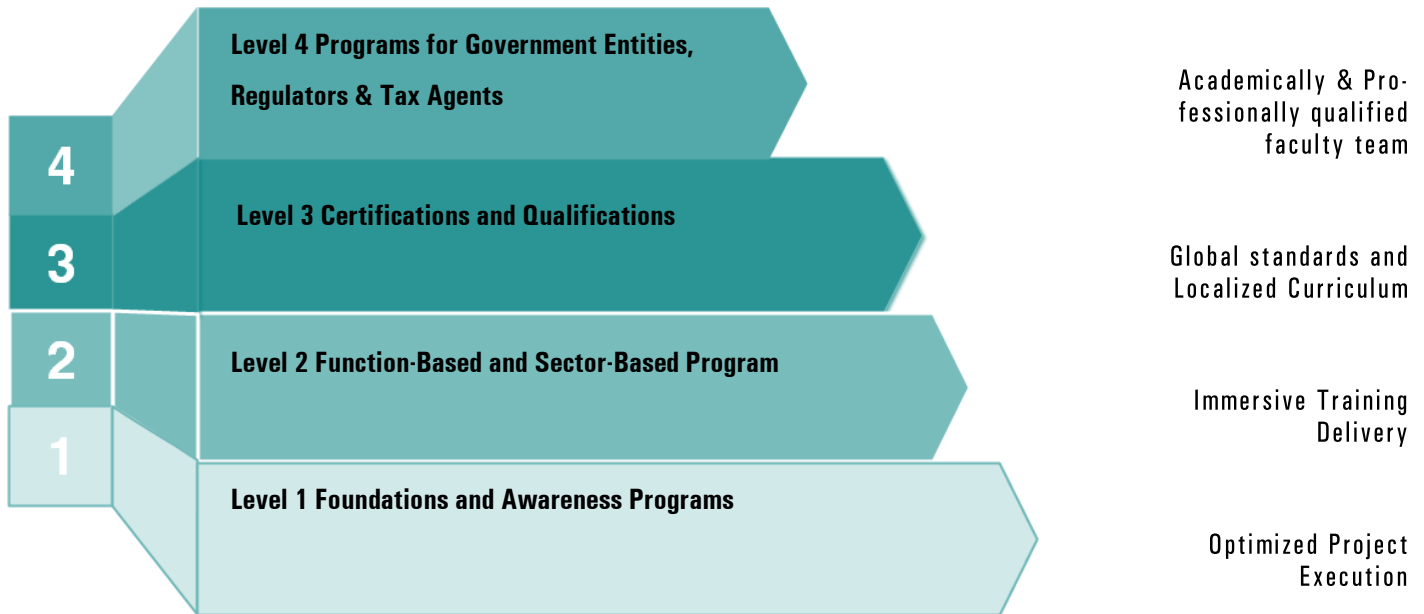 Level 4 Programs for Government Entities,
Regulators & Tax Agents
4
Level 3 Certifications and Qualifications
3
2
Level 2 Function-Based and Sector-Based Program
1
Level 1 Foundations and Awareness Programs
Academically & Pro-
fessionally qualified
faculty team
Global standards and
Localized Curriculum
Immersive Training
Delivery
Optimized Project
Execution